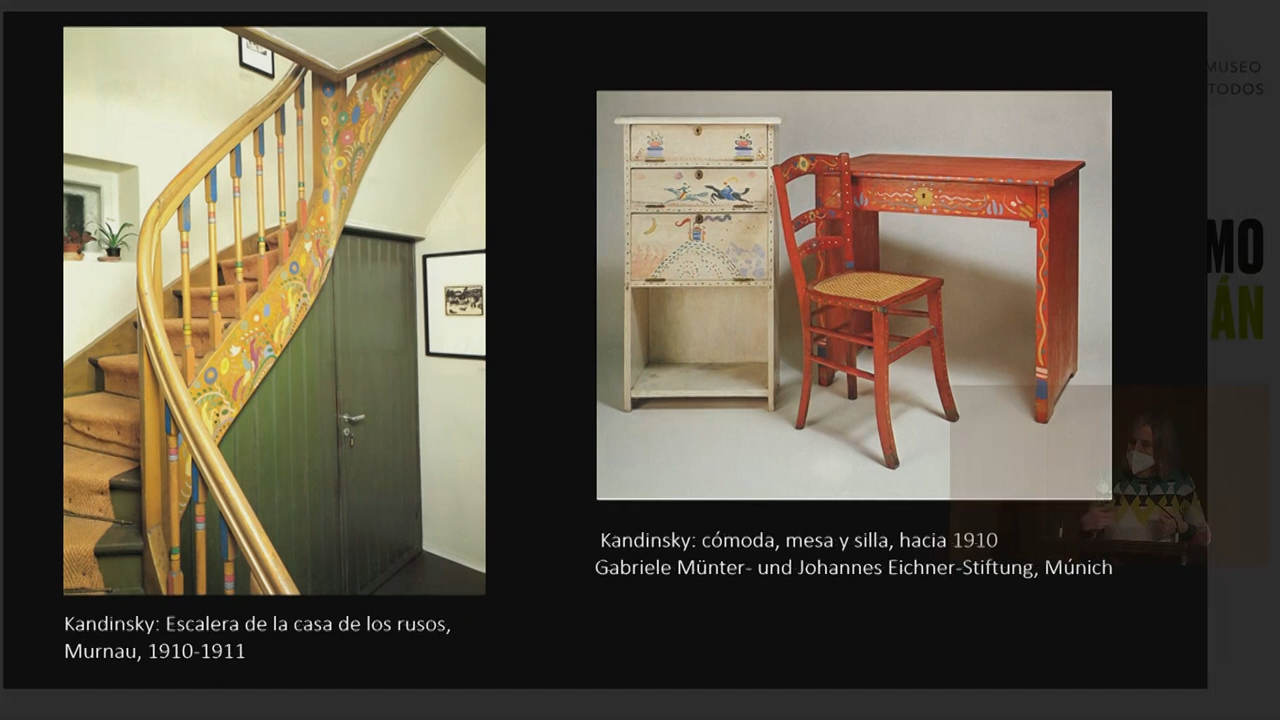 Kandinsky: Escalera de la casa de los rusos,
Murnau, 1910-1911
Kandinsky: cómoda, mesa y silla, hacia 1910
Gabriele Münter- und Johannes Eichner-Stiftung, Múnich
MUSEO
TODOS
MO
ÁN